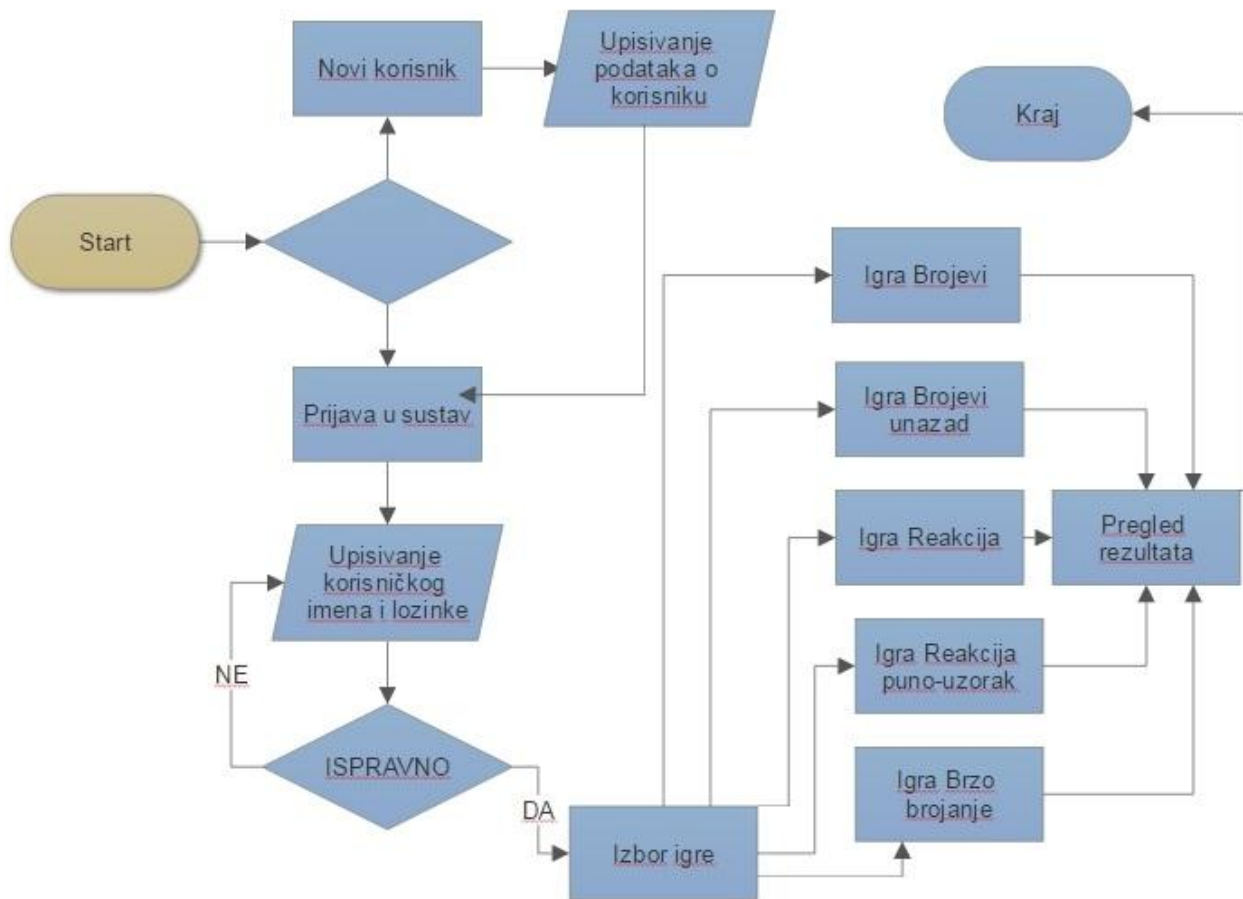 Novi korisnik
Upisivanje
podataka o
korisniku
Kraj
Start
Igra Brojevi
Prijava u sustav
Igra Brojevi
unazad
Upisivanje
korisničkog
imena i lozinke
Igra Reakcija
Pregled
rezultata
NE
Igra Reakcija
puno-uzorak
ISPRAVNO
DA
Igra Brzo
brojanje
Izbor igre